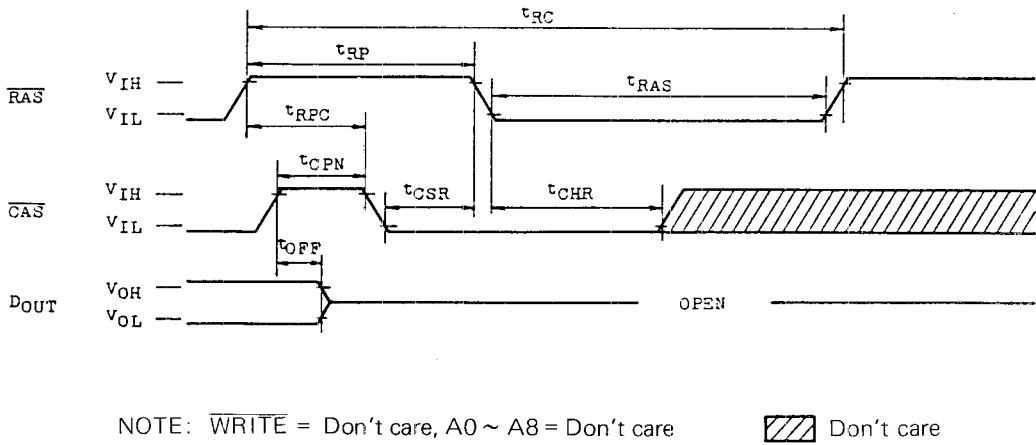 tRC
tRP
RAS
VIH
VIL
tRAS
tRPC
tCPN
CAS
VIH
VIL
tCSR
tCHR
tOFF
DOUT
VOH
VOL
OPEN
NOTE: WRITE = Don't care, A0 ~ A8 = Don't care
Don't care